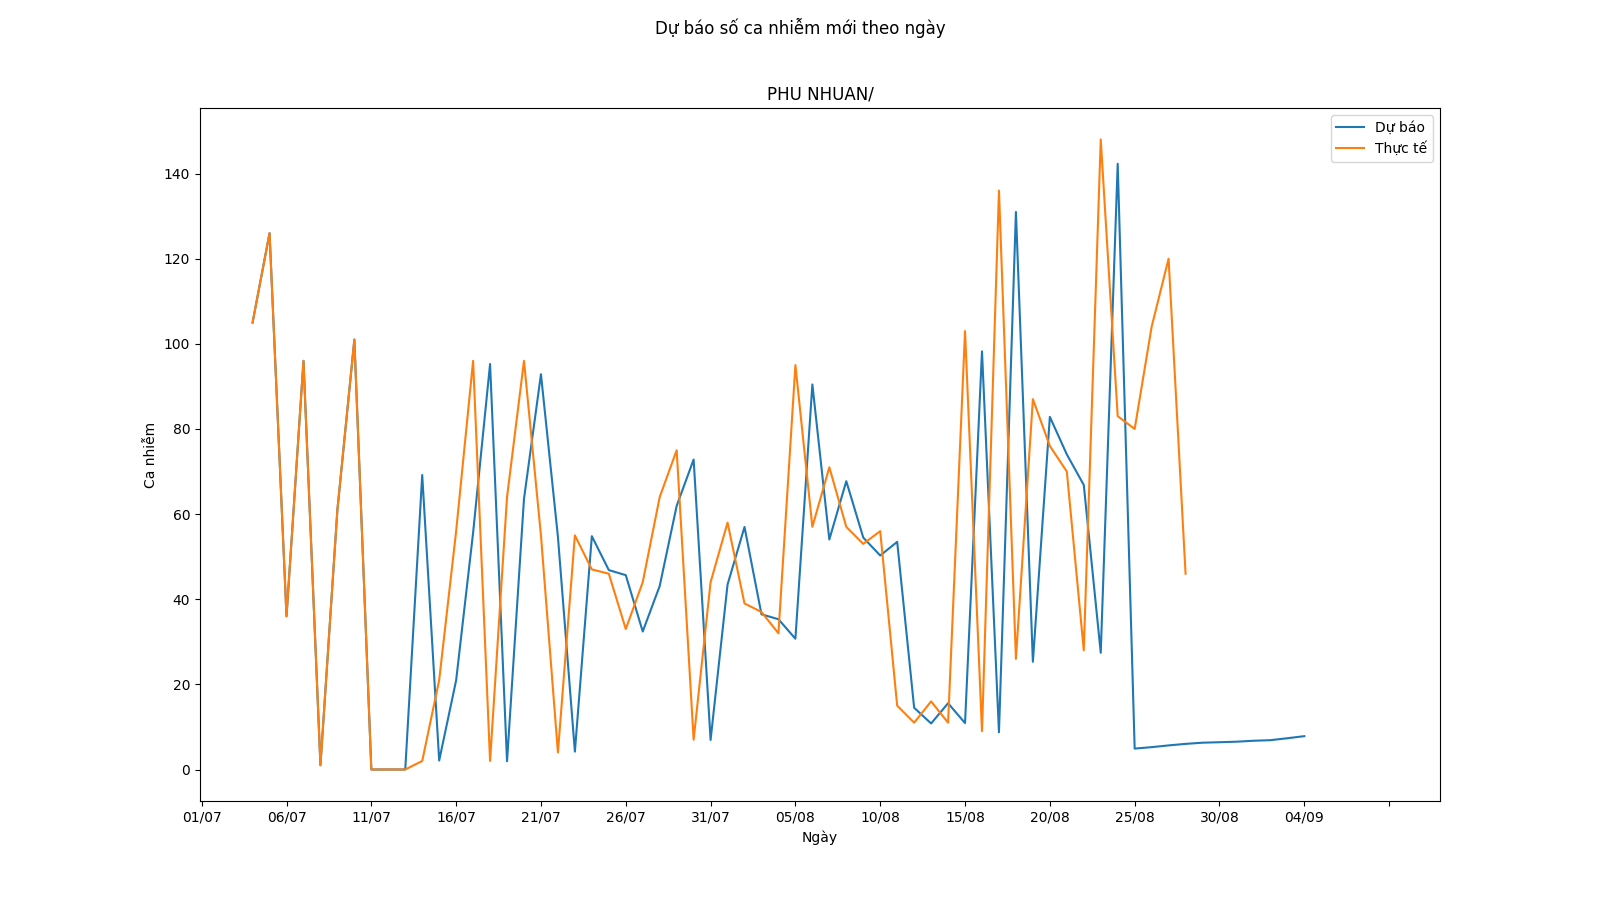 Dự báo số ca nhiễm mới theo ngày
PHU NHUAN/
Dự báo
Thực tế
140
120
100
80
60
40
20
0
Ca nhiễm
01/07 06/07 11/07 16/07 21/07 26/07 31/07 05/08 10/08 15/08 20/08 25/08 30/08 04/09
Ngày